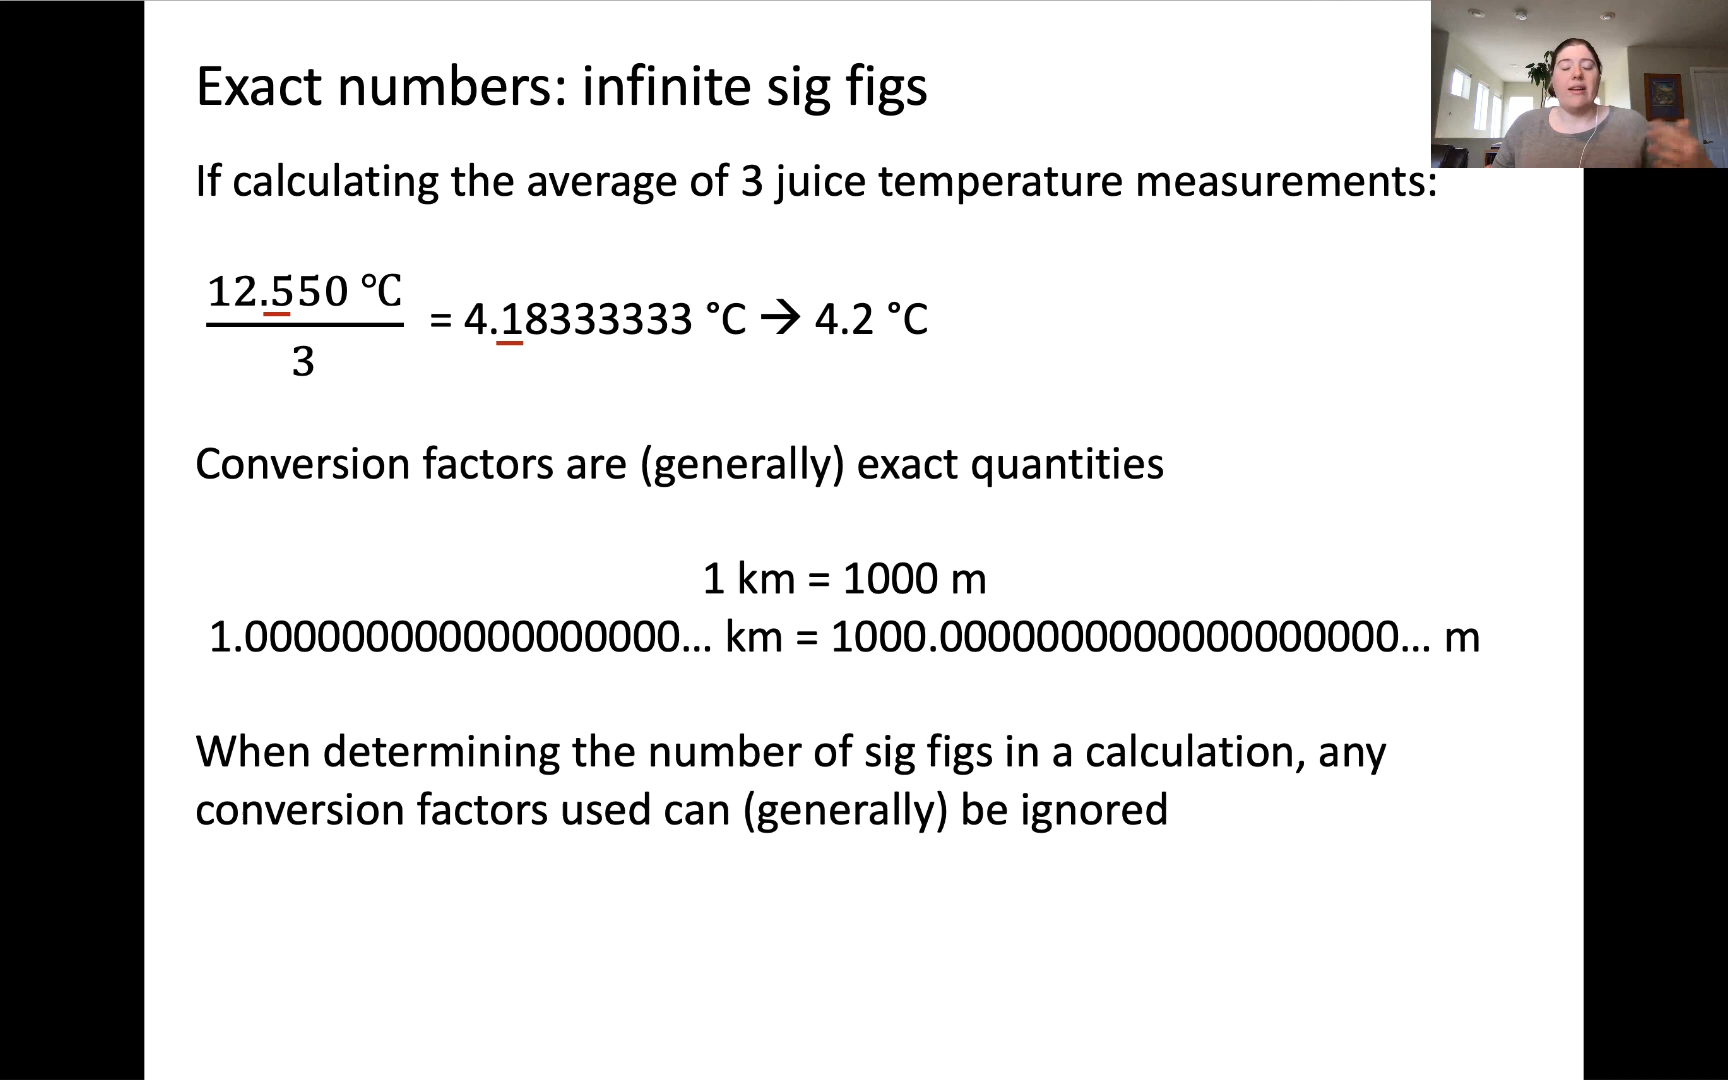 Exact numbers: infinite sig figs
If calculating the average of 3 juice temperature measurements:
12.550 °C
3
= 4.18333333 °C → 4.2 °C
Conversion factors are (generally) exact quantities
1 km = 1000 m
1.0000000000000000000... km = 1000.0000000000000000000... m
When determining the number of sig figs in a calculation, any
conversion factors used can (generally) be ignored